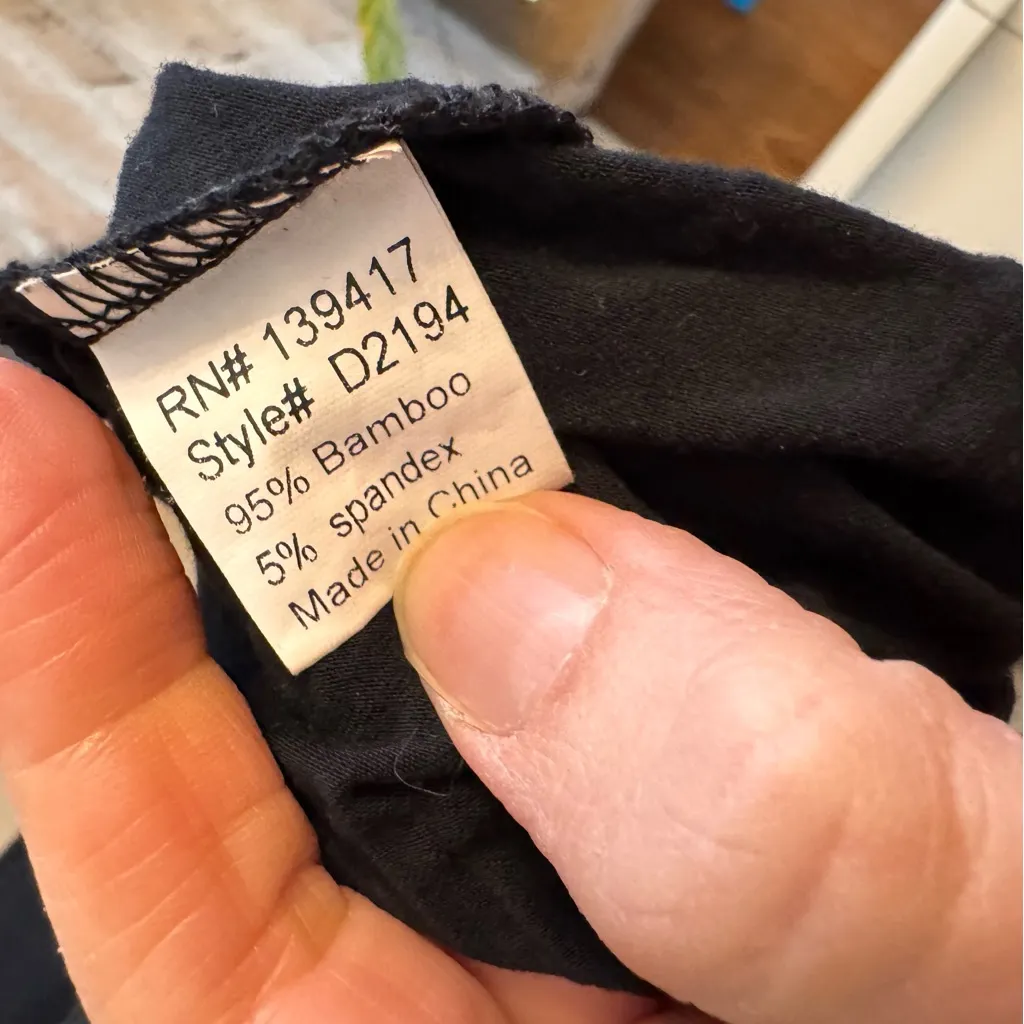 RN# 139417
Style# D2194
95% Bamboo
5% spandex
Made in China